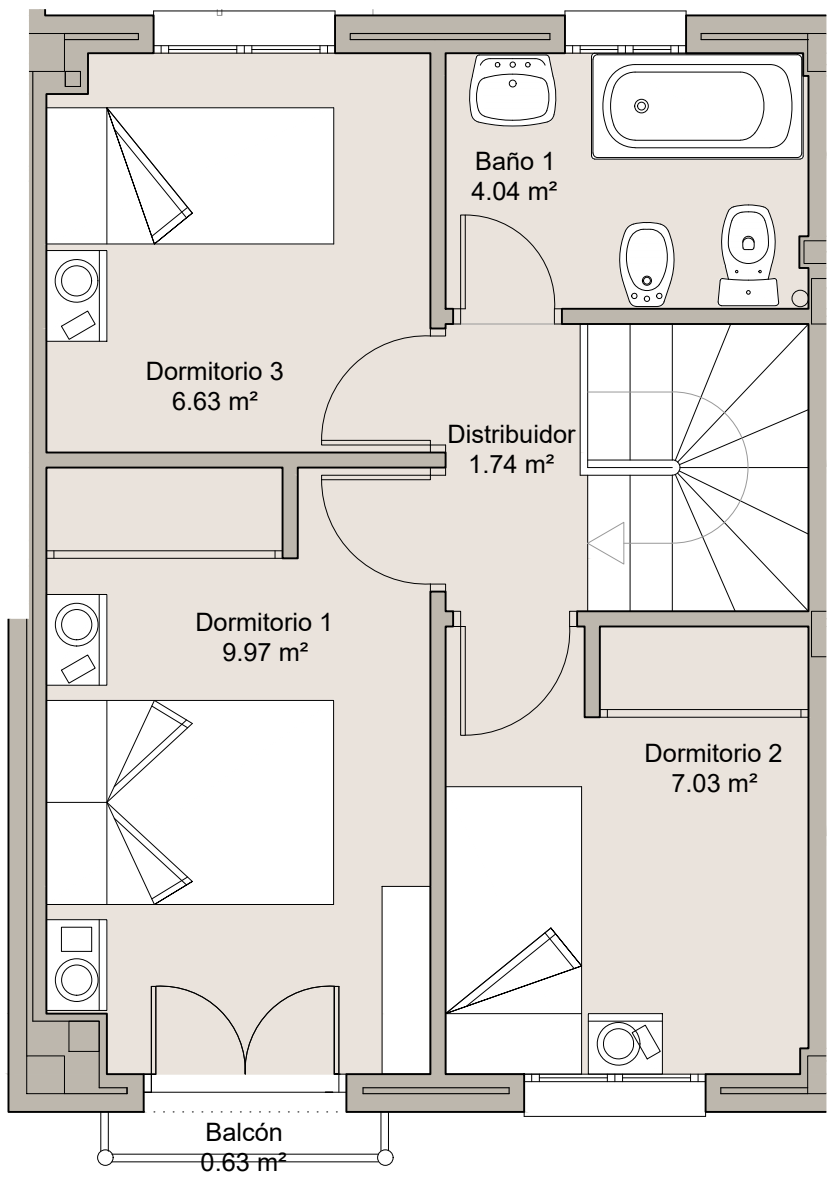 Baño 1
4.04 m²
Dormitorio 3
6.63 m²
Distribuidor
1.74 m²
Dormitorio 1
9.97 m²
Dormitorio 2
7.03 m²
Balcón
0.63 m²